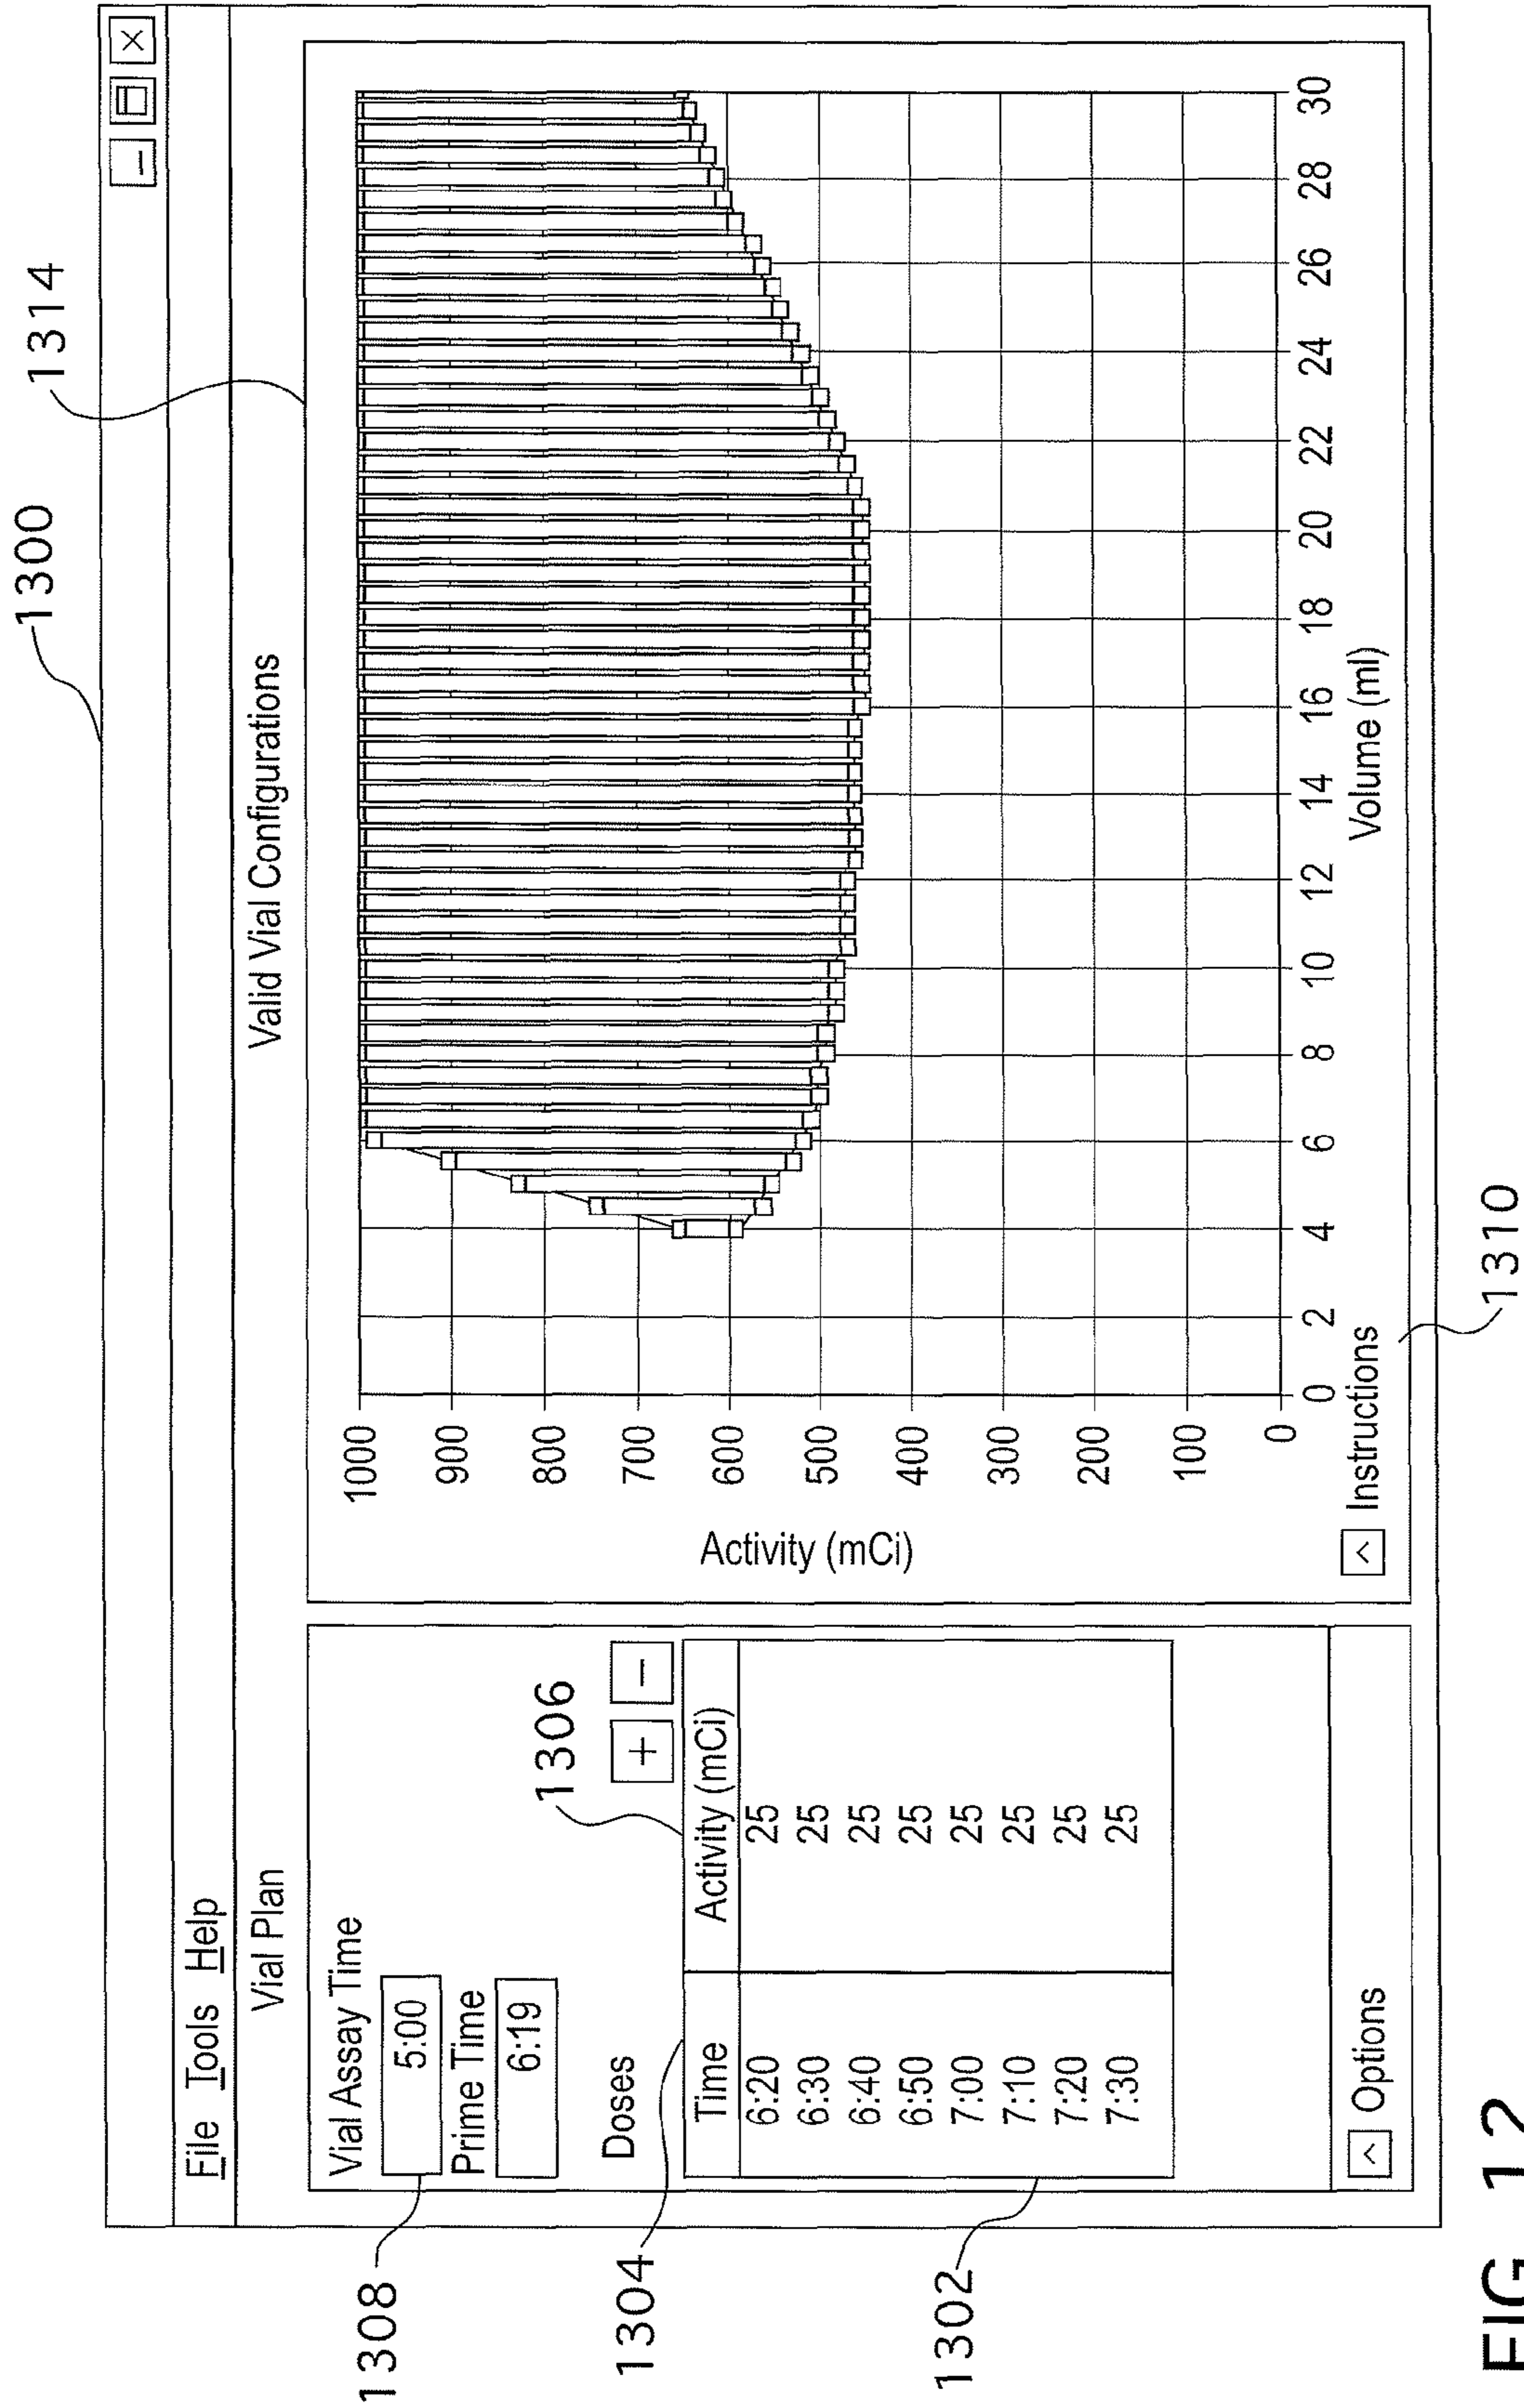 1300
1314
File Tools Help
Vial Plan
Valid Vial Configurations
1308
Vial Assay Time
5:00
Prime Time
6:19
1306
Doses
+ −
1304
Time Activity (mCi)
6:20 25
6:30 25
6:40 25
6:50 25
7:00 25
7:10 25
7:20 25
7:30 25
1302
Options
Activity (mCi)
1000
900
800
700
600
500
400
300
200
100
0
0 2 4 6 8 10 12 14 16 18 20 22 24 26 28 30
Volume (ml)
Instructions
1310
FIG. 12